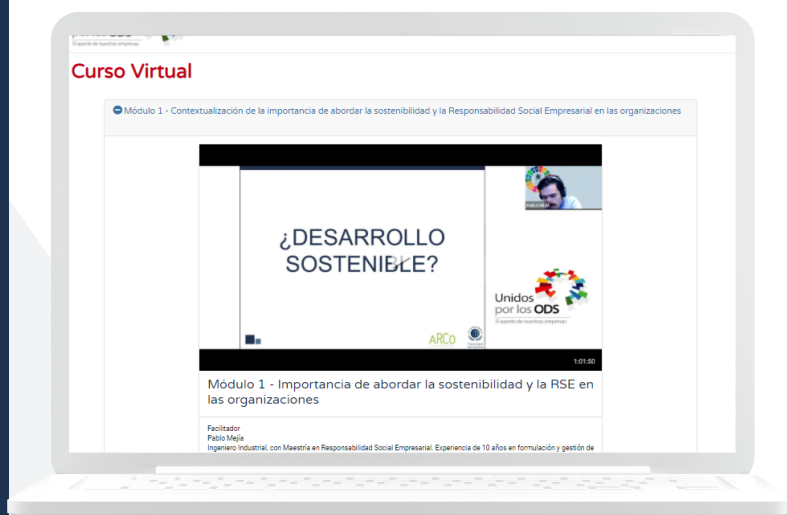 El aporte de nuestras empresas
Curso Virtual
Módulo 1 - Contextualización de la importancia de abordar la sostenibilidad y la Responsabilidad Social Empresarial en las organizaciones
¿DESARROLLO
SOSTENIBLE?
PABLO MEJIA
Unidos
por los ODS
El aporte de nuestras empresas
ARCo
1:01:50
Módulo 1 - Importancia de abordar la sostenibilidad y la RSE en
las organizaciones
Facilitador
Pablo Mejía
Ingeniero Industrial, con Maestría en Responsabilidad Social Empresarial. Experiencia de 10 años en formulación y gestión de